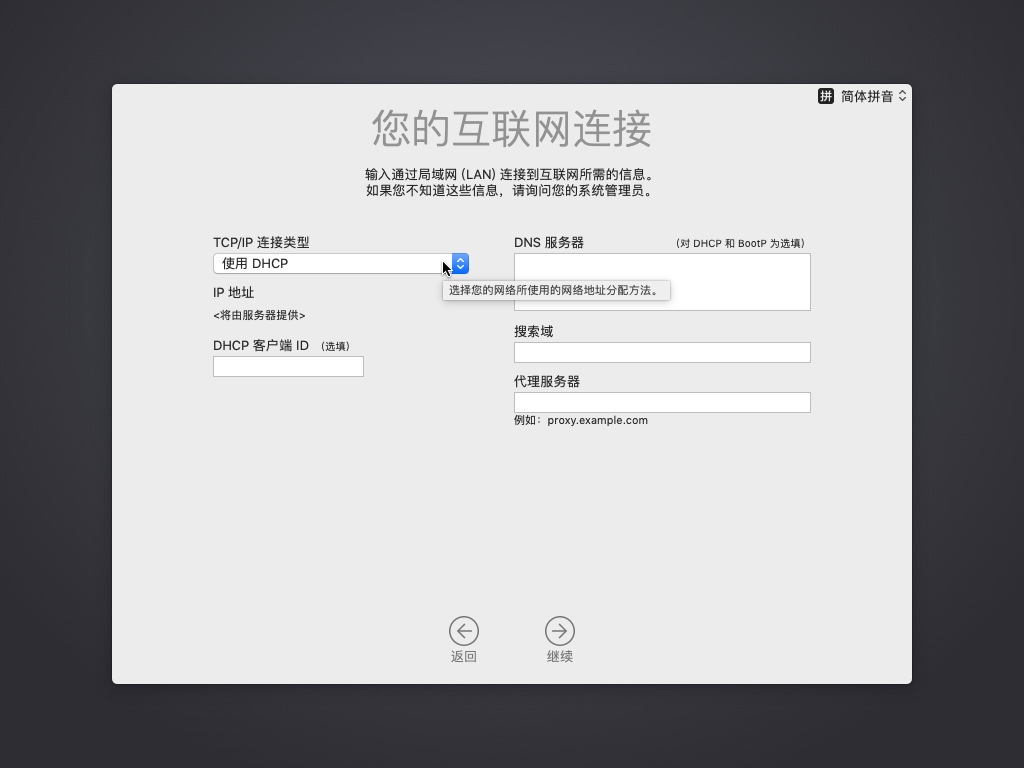 拼 简体拼音
您的互联网连接
输入通过局域网 (LAN) 连接到互联网所需的信息。
如果您不知道这些信息，请询问您的系统管理员。
TCP/IP 连接类型
使用 DHCP
IP 地址
<将由服务器提供>
DHCP 客户端 ID （选填）
DNS 服务器 （对 DHCP 和 BootP 为选填）
选择您的网络所使用的网络地址分配方法。
搜索域
代理服务器
例如：proxy.example.com
返回
继续